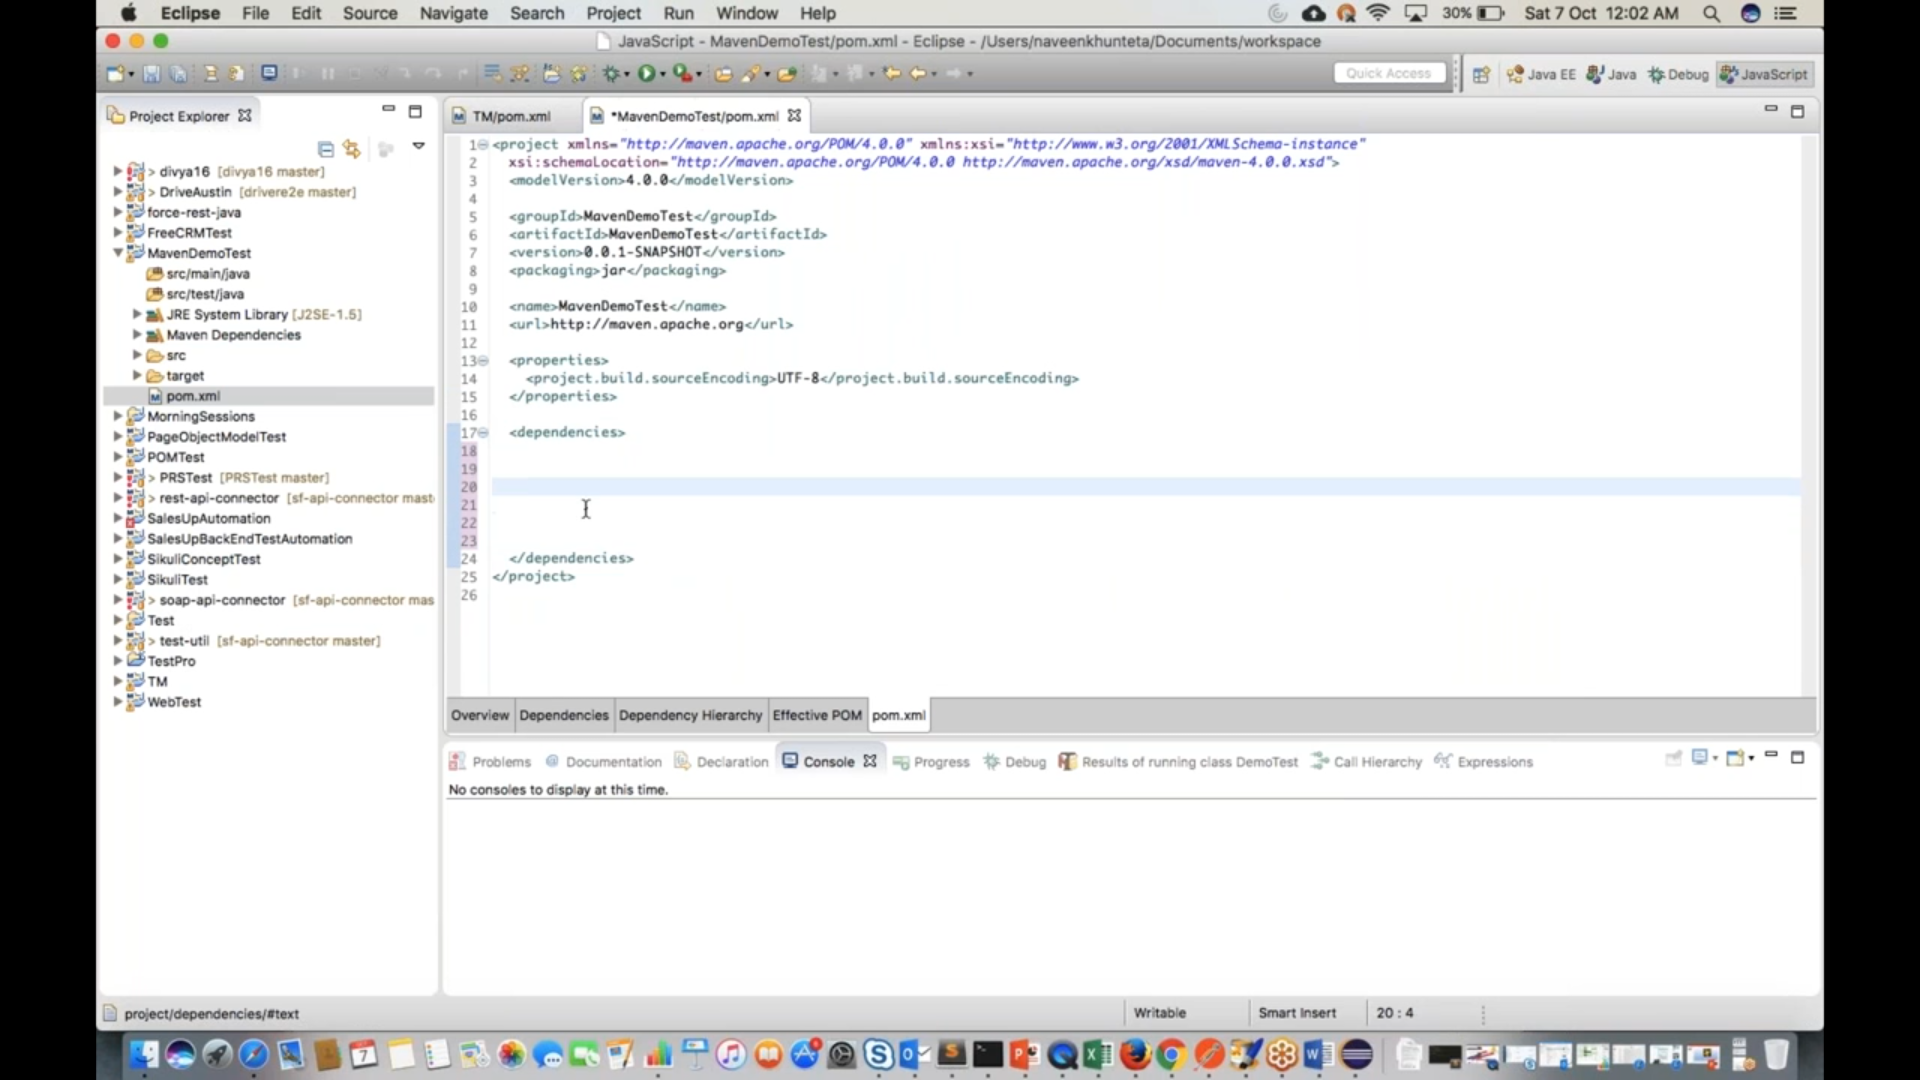 Eclipse File Edit Source Navigate Search Project Run Window Help 30% Sat 7 Oct 12:02 AM
JavaScript - MavenDemoTest/pom.xml - Eclipse - /Users/naveenkhunteta/Documents/workspace
Quick Access Java EE Java Debug JavaScript
Project Explorer
TM/pom.xml *MavenDemoTest/pom.xml
> divya16 [divya16 master]
> DriveAustin [drivere2e master]
force-rest-java
FreeCRMTest
MavenDemoTest
src/main/java
src/test/java
JRE System Library [J2SE-1.5]
Maven Dependencies
src
target
pom.xml
MorningSessions
PageObjectModelTest
POMTest
> PRSTest [PRSTest master]
> rest-api-connector [sf-api-connector mast
SalesUpAutomation
SalesUpBackEndTestAutomation
SikuliConceptTest
SikuliTest
> soap-api-connector [sf-api-connector mas
Test
> test-util [sf-api-connector master]
TestPro
TM
WebTest
1 <project xmlns="http://maven.apache.org/POM/4.0.0" xmlns:xsi="http://www.w3.org/2001/XMLSchema-instance"
2 xsi:schemaLocation="http://maven.apache.org/POM/4.0.0 http://maven.apache.org/xsd/maven-4.0.0.xsd">
3 <modelVersion>4.0.0</modelVersion>
4
5 <groupId>MavenDemoTest</groupId>
6 <artifactId>MavenDemoTest</artifactId>
7 <version>0.0.1-SNAPSHOT</version>
8 <packaging>jar</packaging>
9
10 <name>MavenDemoTest</name>
11 <url>http://maven.apache.org</url>
12
13 <properties>
14 <project.build.sourceEncoding>UTF-8</project.build.sourceEncoding>
15 </properties>
16
17 <dependencies>
18
19
20
21
22
23
24 </dependencies>
25 </project>
26
Overview Dependencies Dependency Hierarchy Effective POM pom.xml
Problems @ Documentation Declaration Console Progress Debug Results of running class DemoTest Call Hierarchy Expressions
No consoles to display at this time.
project/dependencies/#text Writable Smart Insert 20 : 4
7